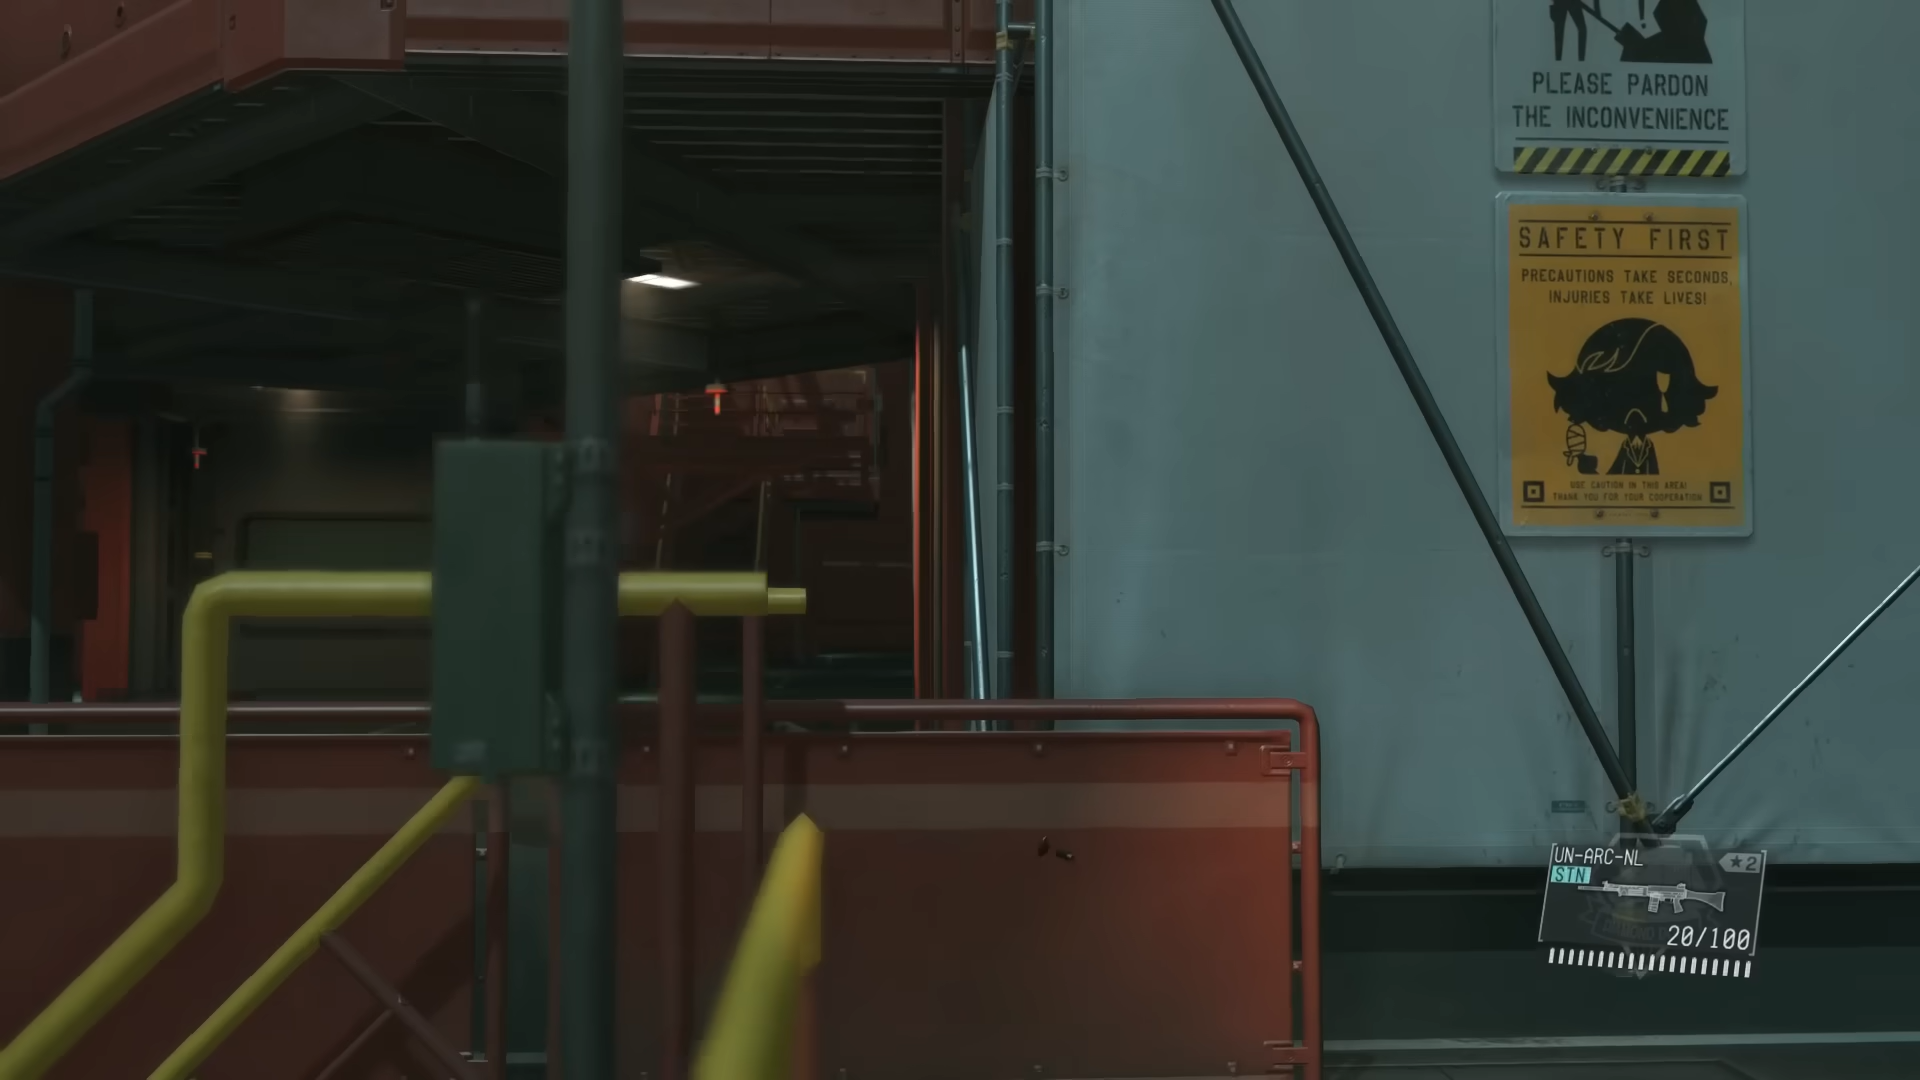 PLEASE PARDON
THE INCONVENIENCE
SAFETY FIRST
PRECAUTIONS TAKE SECONDS,
INJURIES TAKE LIVES!
USE CAUTION IN THIS AREA!
THANK YOU FOR YOUR COOPERATION
UN-ARC-NL
★2
STN
20/100